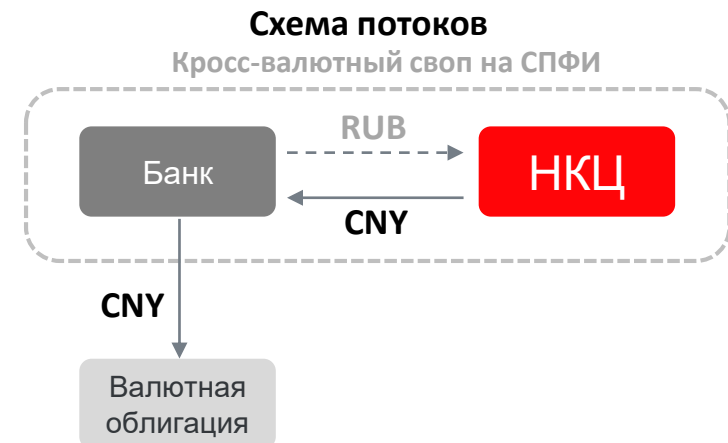 Схема потоков
Кросс-валютный своп на СПФИ
RUB
Банк
НКЦ
CNY
CNY
Валютная
облигация